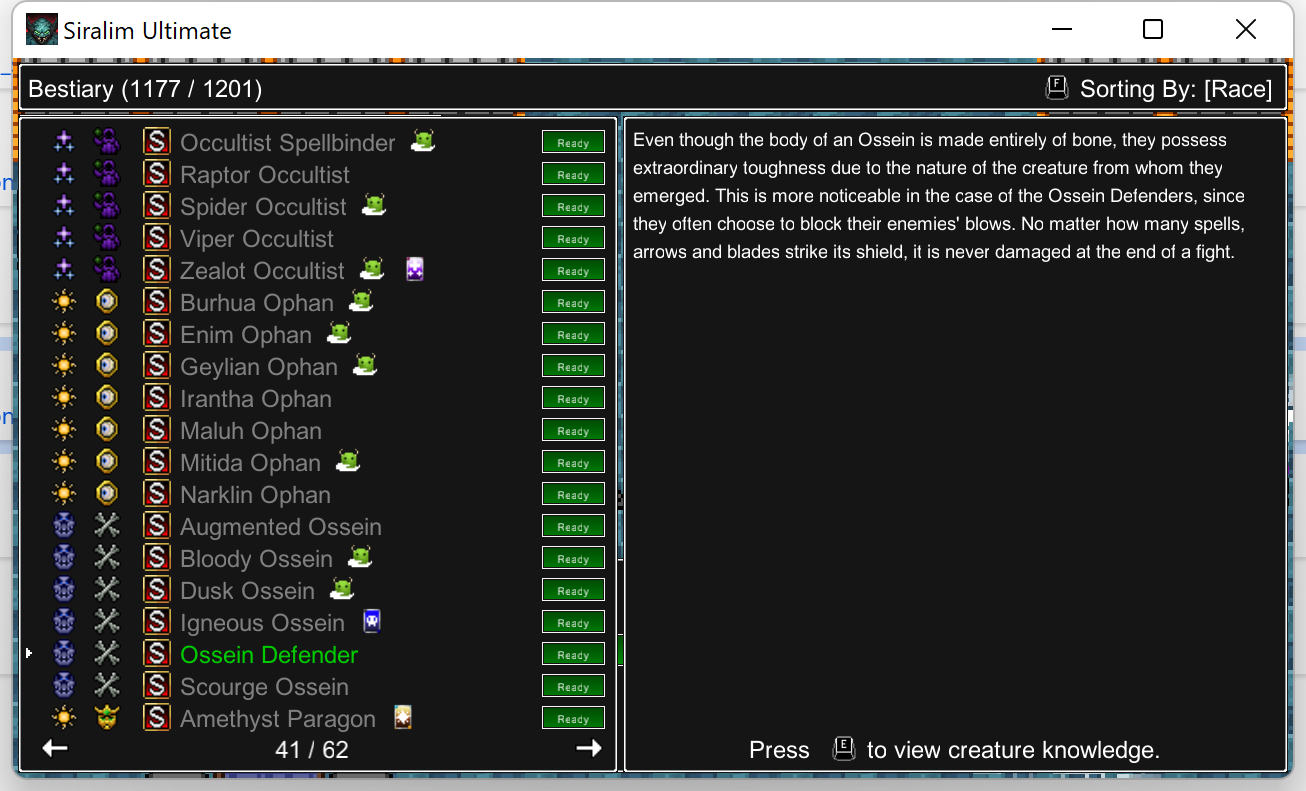 Siralim Ultimate
Bestiary (1177 / 1201)
F Sorting By: [Race]
S Occultist Spellbinder Ready
S Raptor Occultist Ready
S Spider Occultist Ready
S Viper Occultist Ready
S Zealot Occultist Ready
S Burhua Ophan Ready
S Enim Ophan Ready
S Geylian Ophan Ready
S Irantha Ophan Ready
S Maluh Ophan Ready
S Mitida Ophan Ready
S Narklin Ophan Ready
S Augmented Ossein Ready
S Bloody Ossein Ready
S Dusk Ossein Ready
S Igneous Ossein Ready
S Ossein Defender Ready
S Scourge Ossein Ready
S Amethyst Paragon Ready
41 / 62
Even though the body of an Ossein is made entirely of bone, they possess
extraordinary toughness due to the nature of the creature from whom they
emerged. This is more noticeable in the case of the Ossein Defenders, since
they often choose to block their enemies' blows. No matter how many spells,
arrows and blades strike its shield, it is never damaged at the end of a fight.
Press E to view creature knowledge.